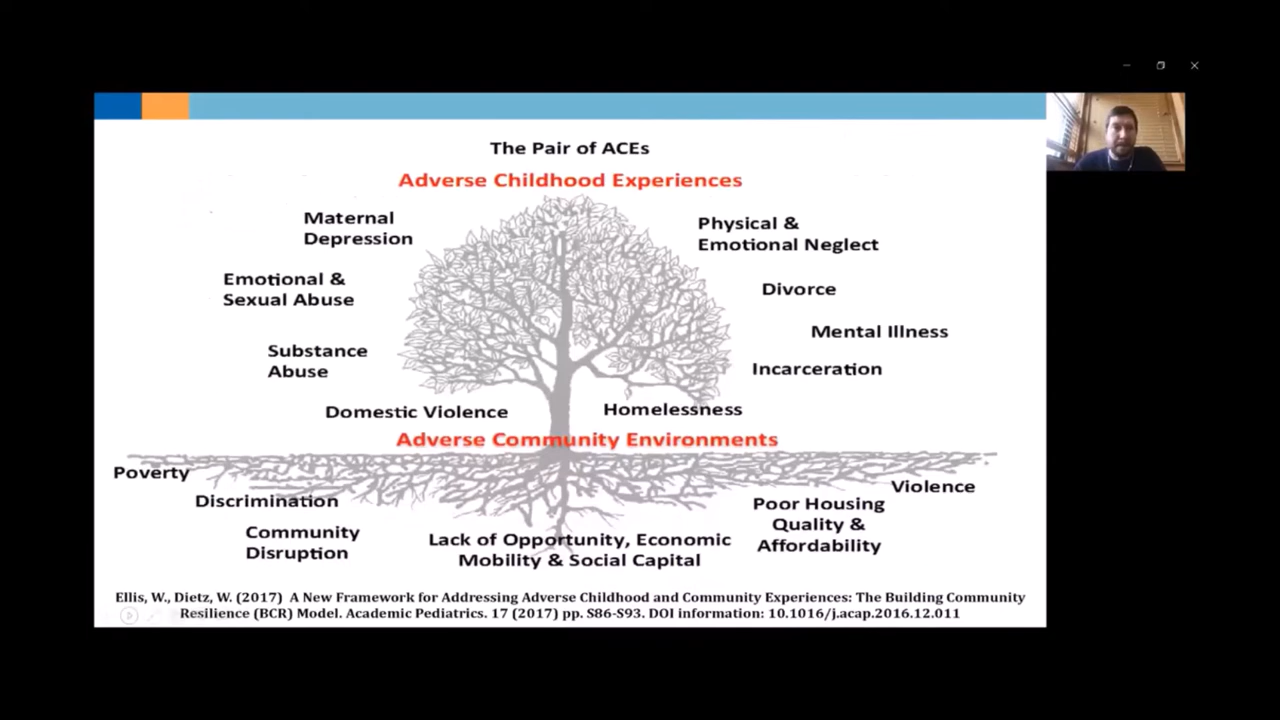 The Pair of ACEs
Adverse Childhood Experiences
Maternal
Depression
Physical &
Emotional Neglect
Emotional &
Sexual Abuse
Divorce
Mental Illness
Substance
Abuse
Incarceration
Domestic Violence
Homelessness
Adverse Community Environments
Poverty
Discrimination
Community
Disruption
Lack of Opportunity, Economic
Mobility & Social Capital
Poor Housing
Quality &
Affordability
Violence
Ellis, W., Dietz, W. (2017) A New Framework for Addressing Adverse Childhood and Community Experiences: The Building Community
Resilience (BCR) Model. Academic Pediatrics. 17 (2017) pp. S86-S93. DOI information: 10.1016/j.acap.2016.12.011